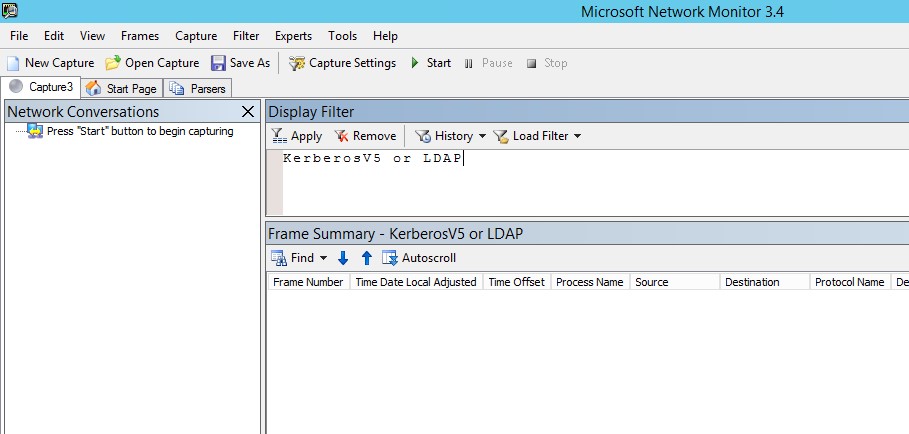 Microsoft Network Monitor 3.4
File Edit View Frames Capture Filter Experts Tools Help
New Capture Open Capture Save As Capture Settings Start Pause Stop
Capture3 Start Page Parsers
Network Conversations
Press "Start" button to begin capturing
Display Filter
Apply Remove History Load Filter
KerberosV5 or LDAP
Frame Summary - KerberosV5 or LDAP
Find Autoscroll
Frame Number Time Date Local Adjusted Time Offset Process Name Source Destination Protocol Name De